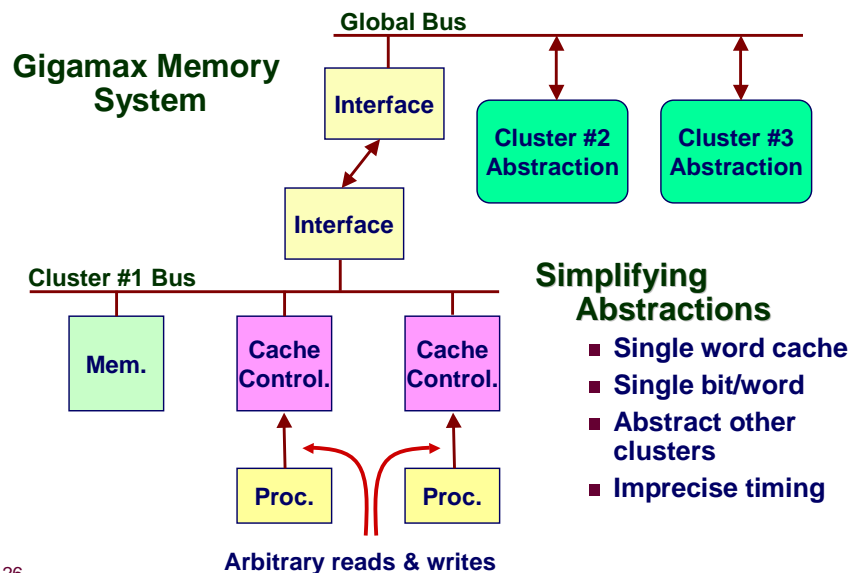 Global Bus
Gigamax Memory
System
Interface
Cluster #2
Abstraction
Cluster #3
Abstraction
Interface
Cluster #1 Bus
Mem.
Cache
Control.
Cache
Control.
Proc.
Proc.
Arbitrary reads & writes
Simplifying
Abstractions
Single word cache
Single bit/word
Abstract other
clusters
Imprecise timing
26